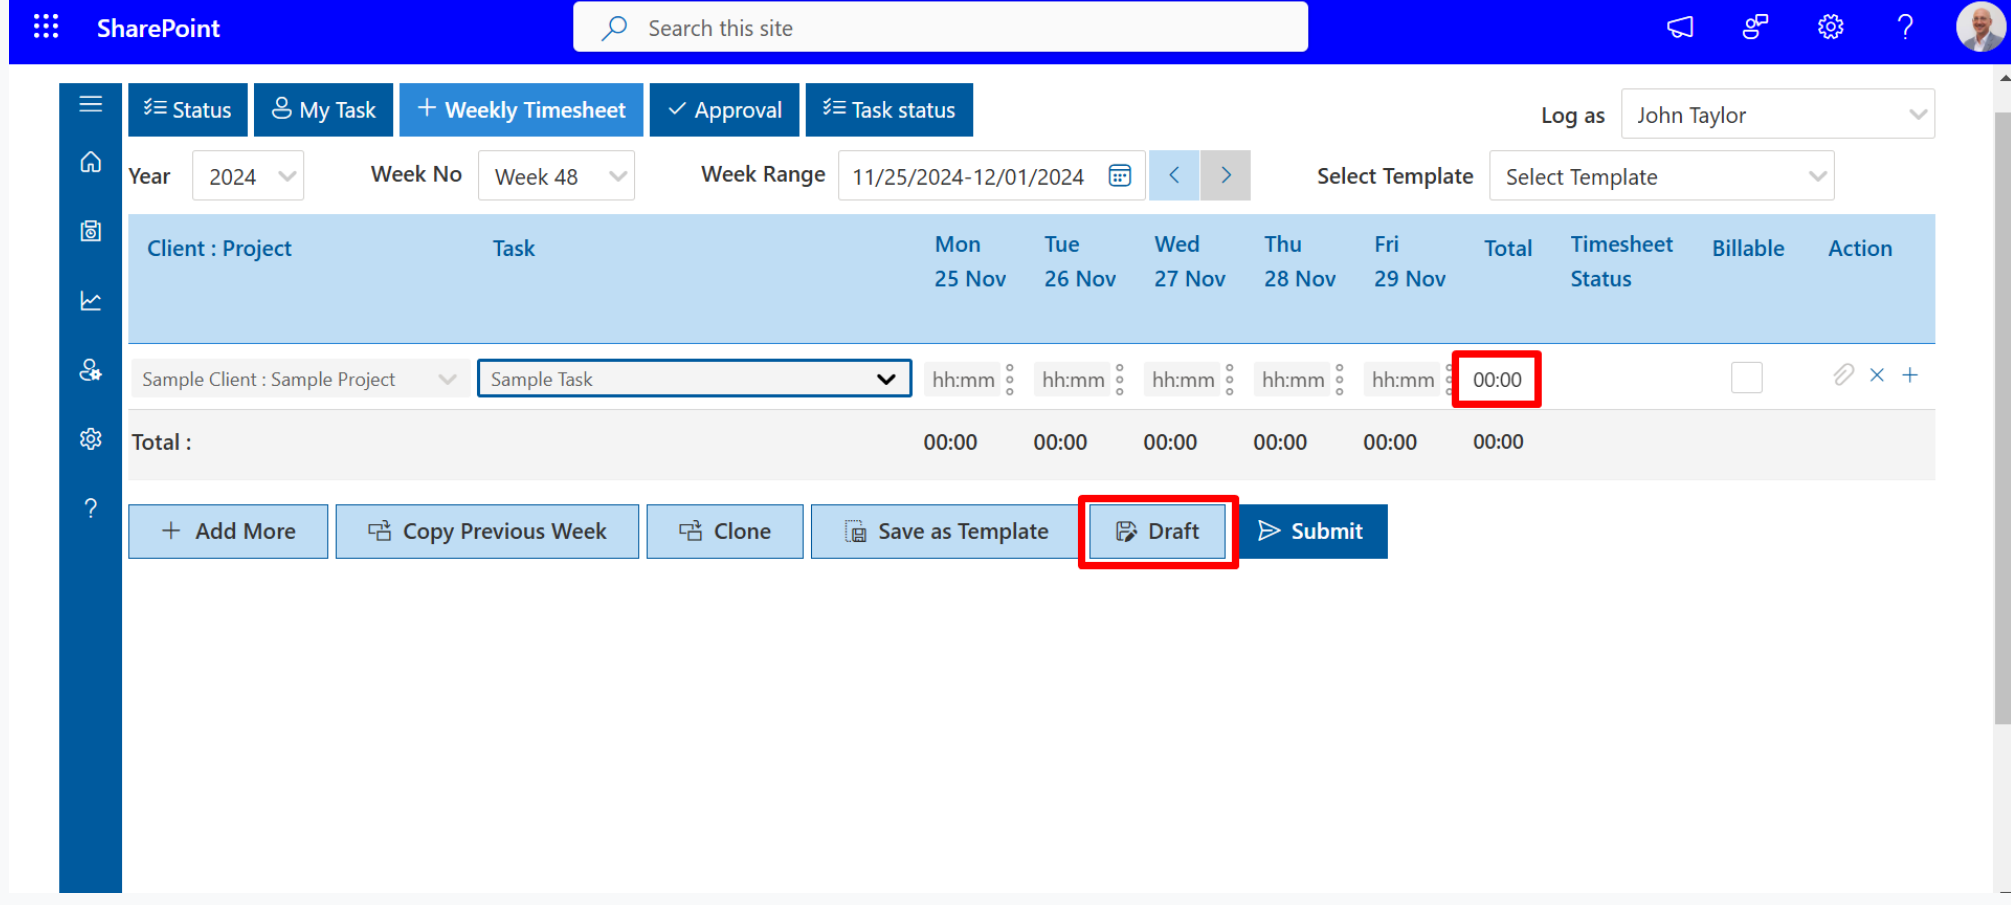 SharePoint
Search this site
Status
My Task
+ Weekly Timesheet
Approval
Task status
Log as
John Taylor
Year
2024
Week No
Week 48
Week Range
11/25/2024-12/01/2024
Select Template
Select Template
Client : Project
Task
Mon
25 Nov
Tue
26 Nov
Wed
27 Nov
Thu
28 Nov
Fri
29 Nov
Total
Timesheet
Status
Billable
Action
Sample Client : Sample Project
Sample Task
hh:mm
hh:mm
hh:mm
hh:mm
hh:mm
00:00
Total :
00:00
00:00
00:00
00:00
00:00
00:00
+ Add More
Copy Previous Week
Clone
Save as Template
Draft
Submit